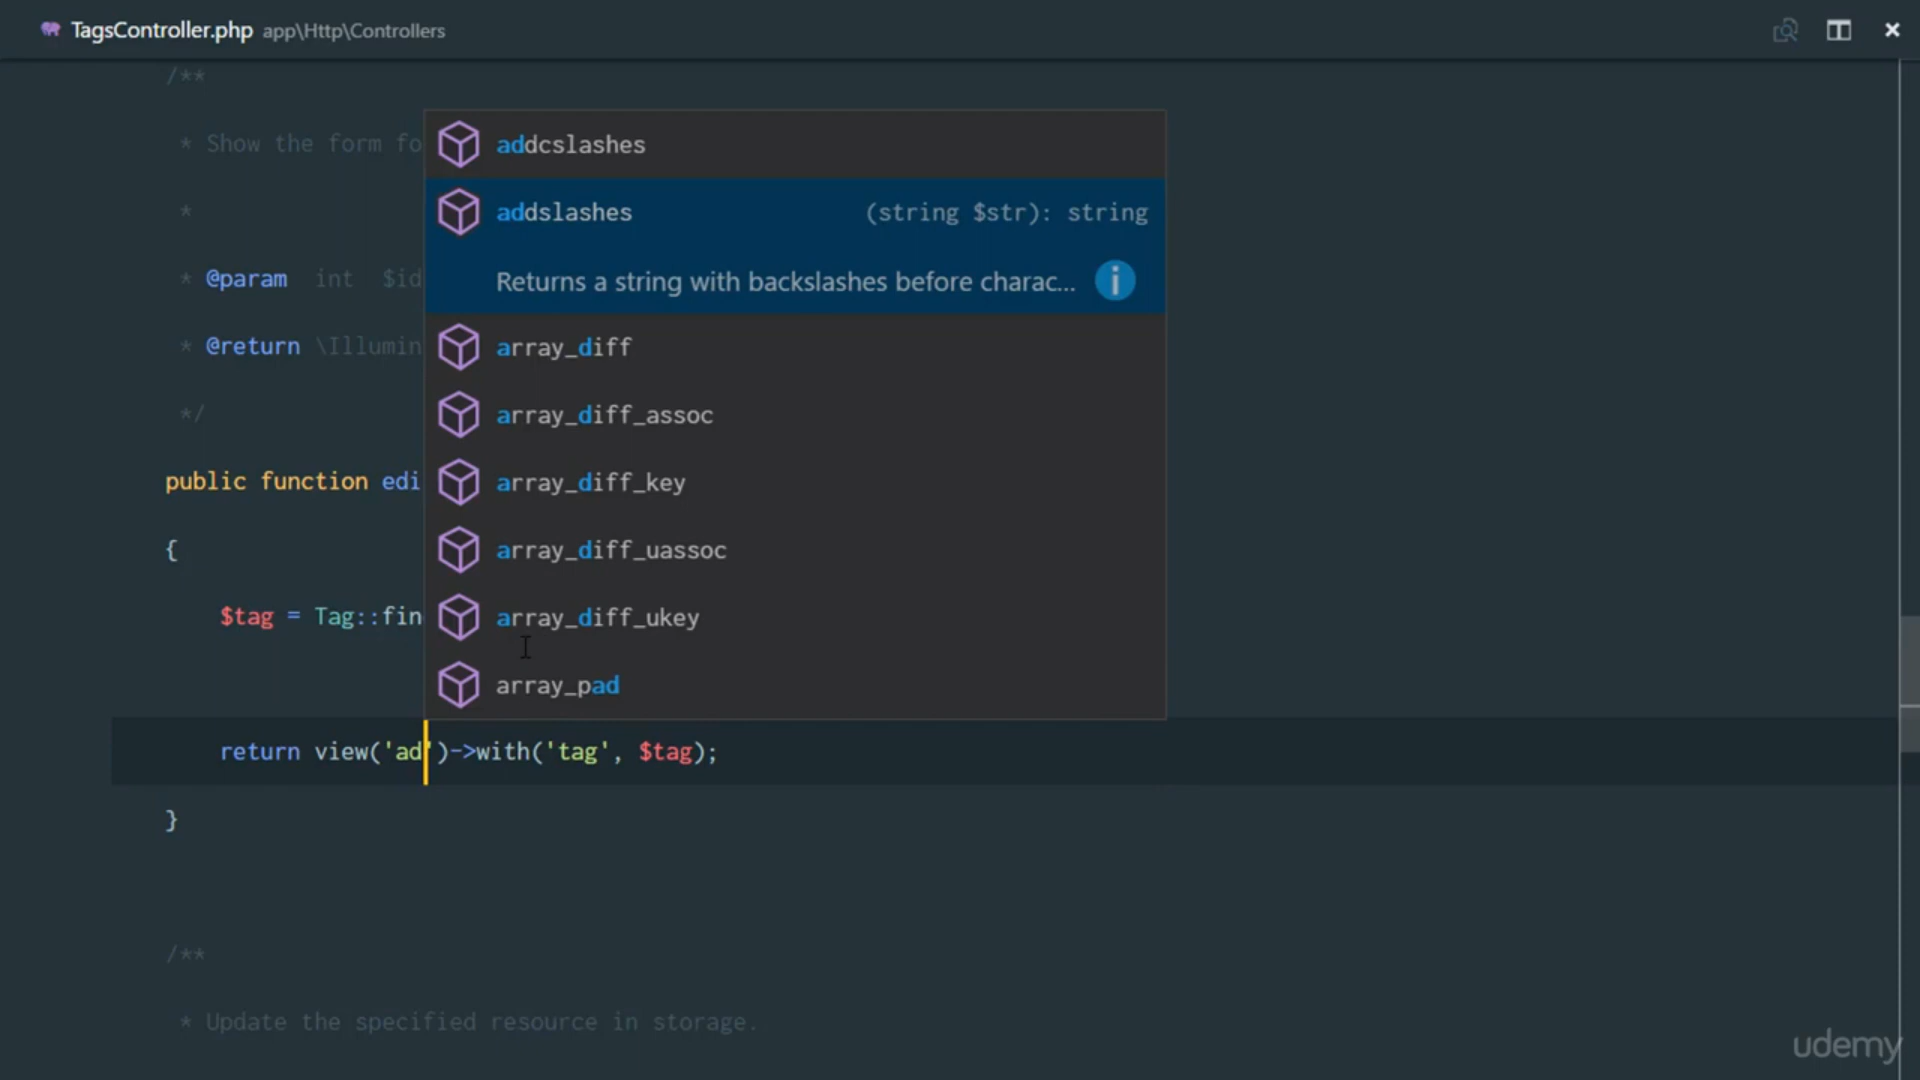 TagsController.php app\Http\Controllers
/**
* Show the form fo
*
* @param int $id
* @return \Illumin
*/
public function edi
{
$tag = Tag::fin
addcslashes
addslashes (string $str): string
Returns a string with backslashes before charac...
array_diff
array_diff_assoc
array_diff_key
array_diff_uassoc
array_diff_ukey
array_pad
return view('ad')->with('tag', $tag);
}
/**
* Update the specified resource in storage.
udemy